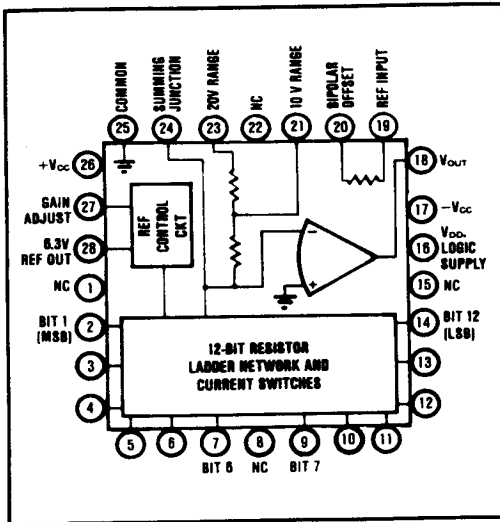 COMMON
SUMMING JUNCTION
20V RANGE
NC
10 V RANGE
BIPOLAR OFFSET
REF INPUT
25
24
23
22
21
20
19
+VCC 26
18 VOUT
GAIN ADJUST 27
17 -VCC
6.3V REF OUT 28
REF CONTROL CKT
-
+
16 VDD, LOGIC SUPPLY
NC 1
15 NC
BIT 1 (MSB) 2
14 BIT 12 (LSB)
12-BIT RESISTOR
LADDER NETWORK AND
CURRENT SWITCHES
3
13
4
12
5
6
7
8
9
10
11
BIT 6
NC
BIT 7